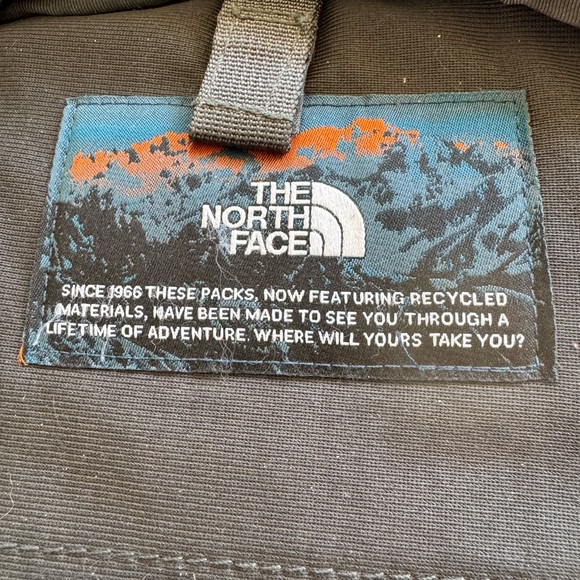 THE
NORTH
FACE
SINCE 1966 THESE PACKS, NOW FEATURING RECYCLED
MATERIALS, HAVE BEEN MADE TO SEE YOU THROUGH A
LIFETIME OF ADVENTURE. WHERE WILL YOURS TAKE YOU?